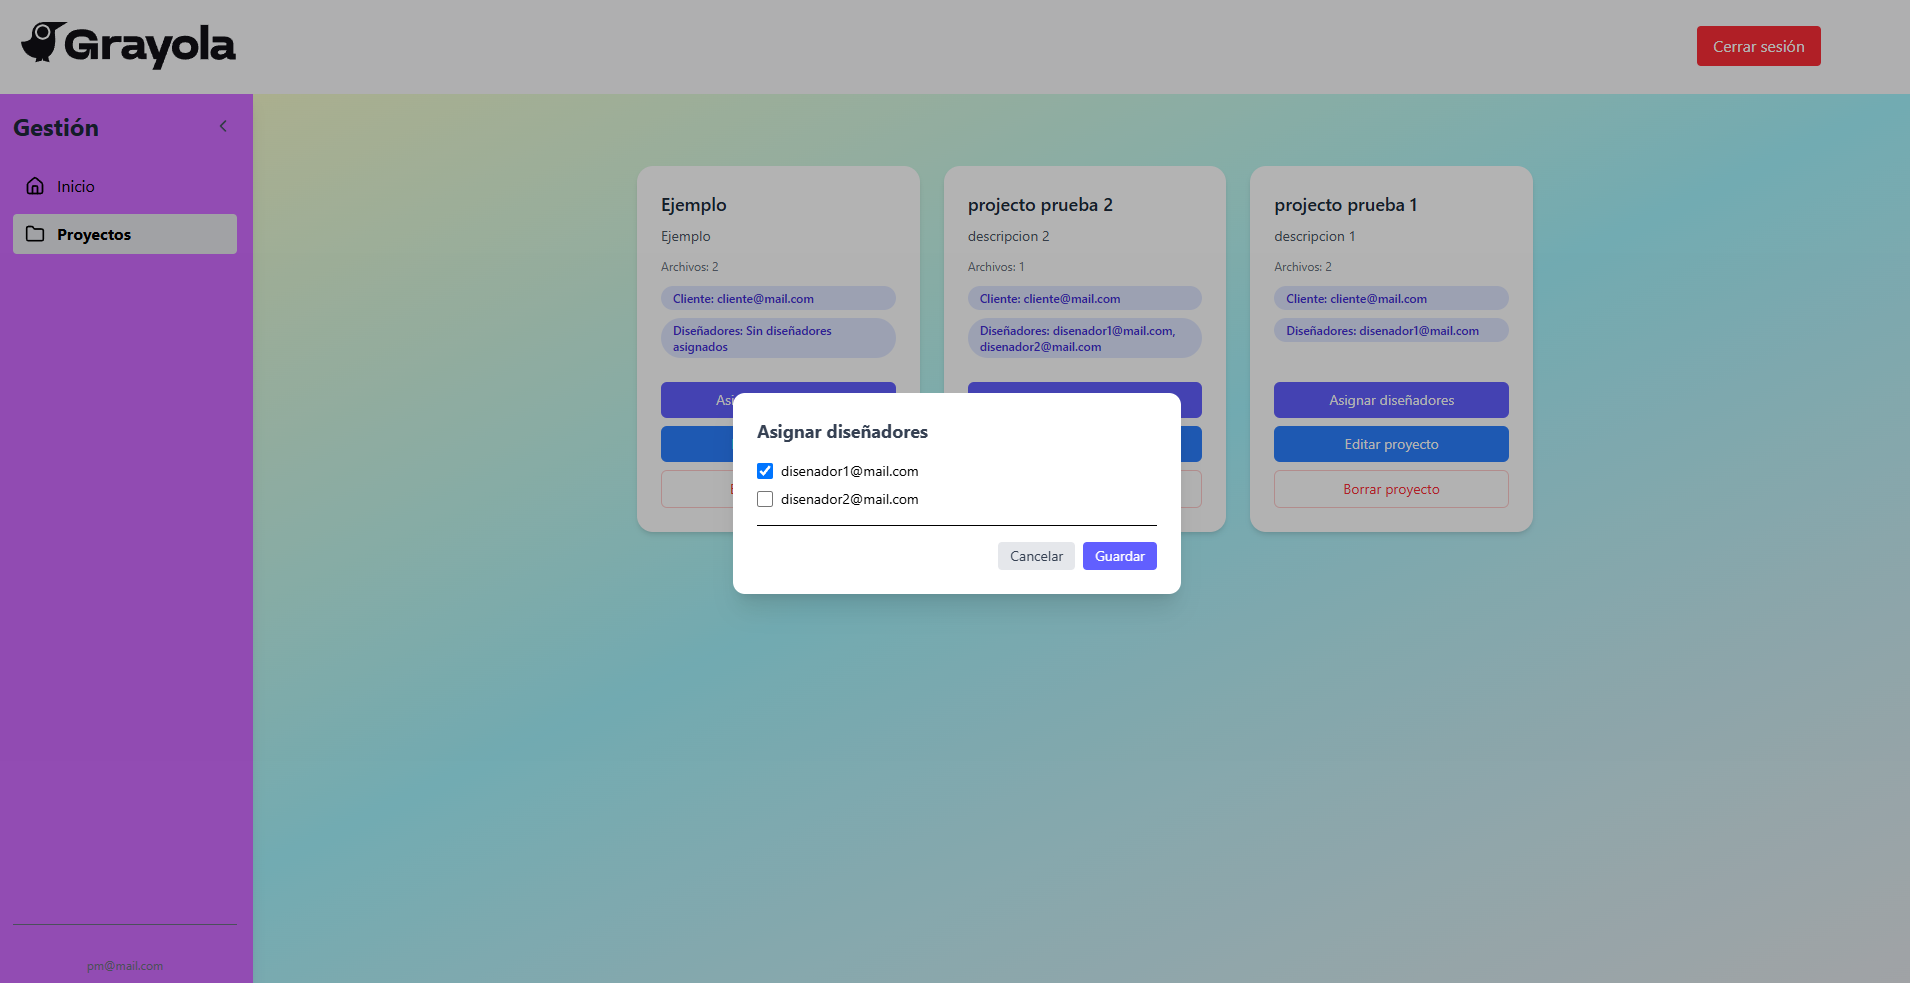 Grayola
Cerrar sesión
Gestión
Inicio
Proyectos
pm@mail.com
Ejemplo
Ejemplo
Archivos: 2
Cliente: cliente@mail.com
Diseñadores: Sin diseñadores
asignados
projecto prueba 2
descripcion 2
Archivos: 1
Cliente: cliente@mail.com
Diseñadores: disenador1@mail.com,
disenador2@mail.com
projecto prueba 1
descripcion 1
Archivos: 2
Cliente: cliente@mail.com
Diseñadores: disenador1@mail.com
Asignar diseñadores
Editar proyecto
Borrar proyecto
Asignar diseñadores
disenador1@mail.com
disenador2@mail.com
Cancelar
Guardar